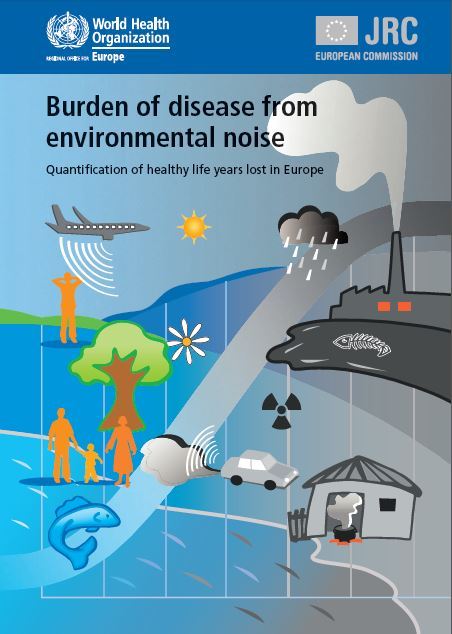 World Health
Organization
REGIONAL OFFICE FOR Europe
JRC
EUROPEAN COMMISSION
Burden of disease from
environmental noise
Quantification of healthy life years lost in Europe